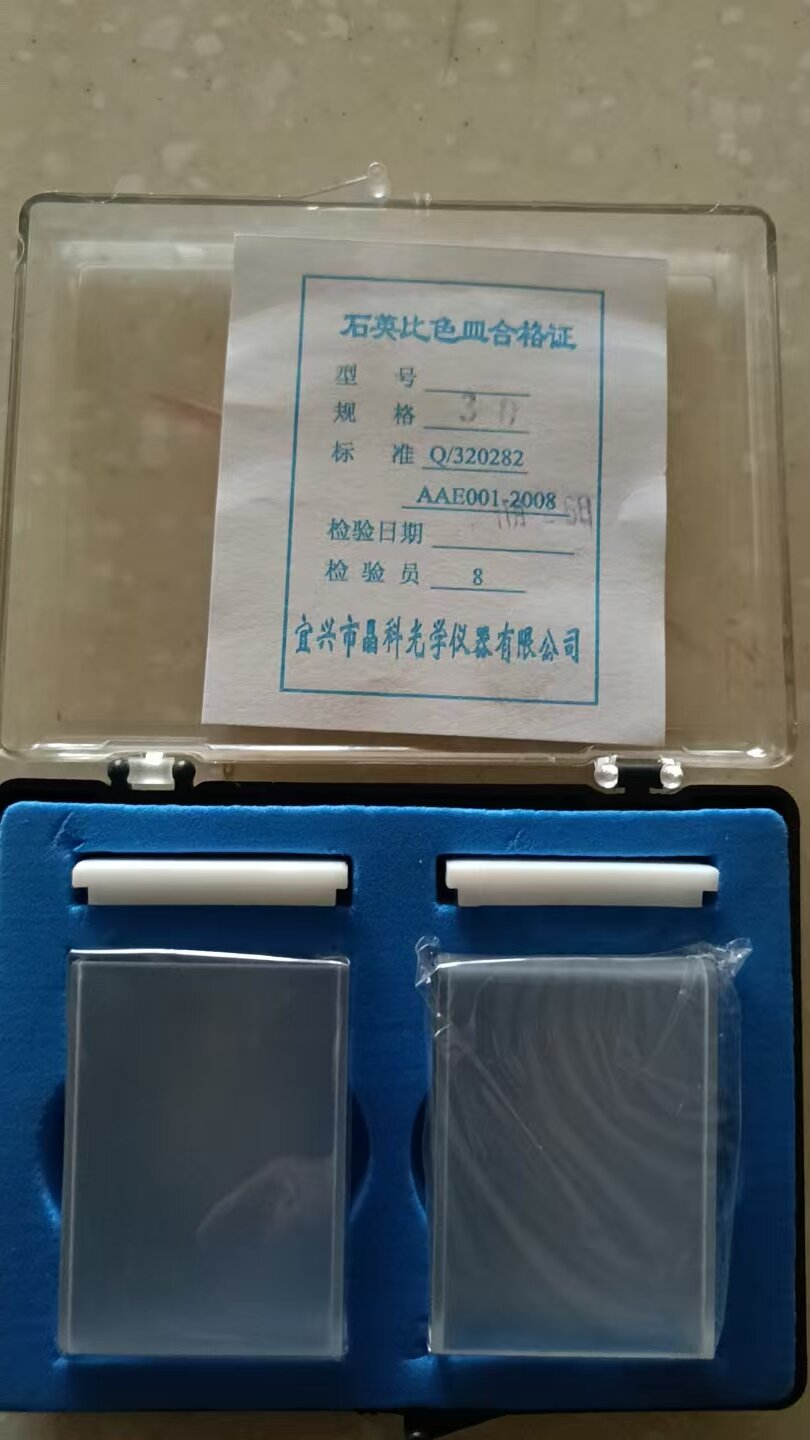 石英比色皿合格证
型 号
规 格 30
标 准 Q/320282
AAE001-2008
检验日期
检 验 员 8
宜兴市晶科光学仪器有限公司